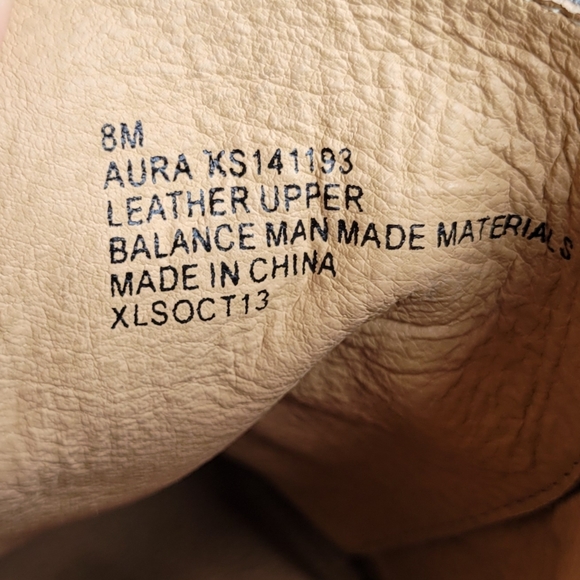 8M
AURA KS141193
LEATHER UPPER
BALANCE MAN MADE MATERIALS
MADE IN CHINA
XLSOCT13